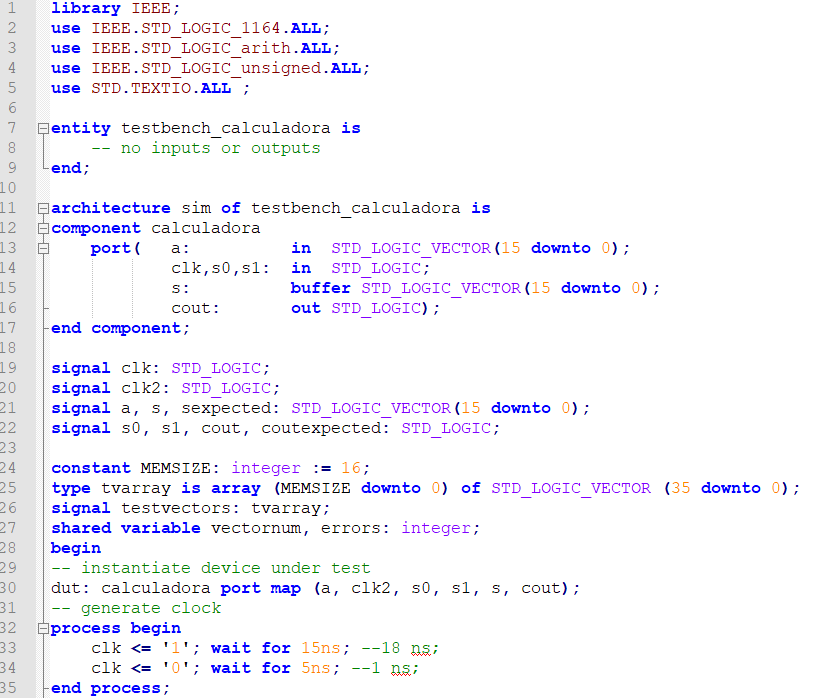 1 library IEEE;
2 use IEEE.STD_LOGIC_1164.ALL;
3 use IEEE.STD_LOGIC_arith.ALL;
4 use IEEE.STD_LOGIC_unsigned.ALL;
5 use STD.TEXTIO.ALL ;
6
7 entity testbench_calculadora is
8 -- no inputs or outputs
9 end;
10
11 architecture sim of testbench_calculadora is
12 component calculadora
13 port( a: in STD_LOGIC_VECTOR(15 downto 0);
14 clk,s0,s1: in STD_LOGIC;
15 s: buffer STD_LOGIC_VECTOR(15 downto 0);
16 cout: out STD_LOGIC);
17 end component;
18
19 signal clk: STD_LOGIC;
20 signal clk2: STD_LOGIC;
21 signal a, s, sexpected: STD_LOGIC_VECTOR(15 downto 0);
22 signal s0, s1, cout, coutexpected: STD_LOGIC;
23
24 constant MEMSIZE: integer := 16;
25 type tvarray is array (MEMSIZE downto 0) of STD_LOGIC_VECTOR (35 downto 0);
26 signal testvectors: tvarray;
27 shared variable vectornum, errors: integer;
28 begin
29 -- instantiate device under test
30 dut: calculadora port map (a, clk2, s0, s1, s, cout);
31 -- generate clock
32 process begin
33 clk <= '1'; wait for 15ns; --18 ns;
34 clk <= '0'; wait for 5ns; --1 ns;
35 end process;